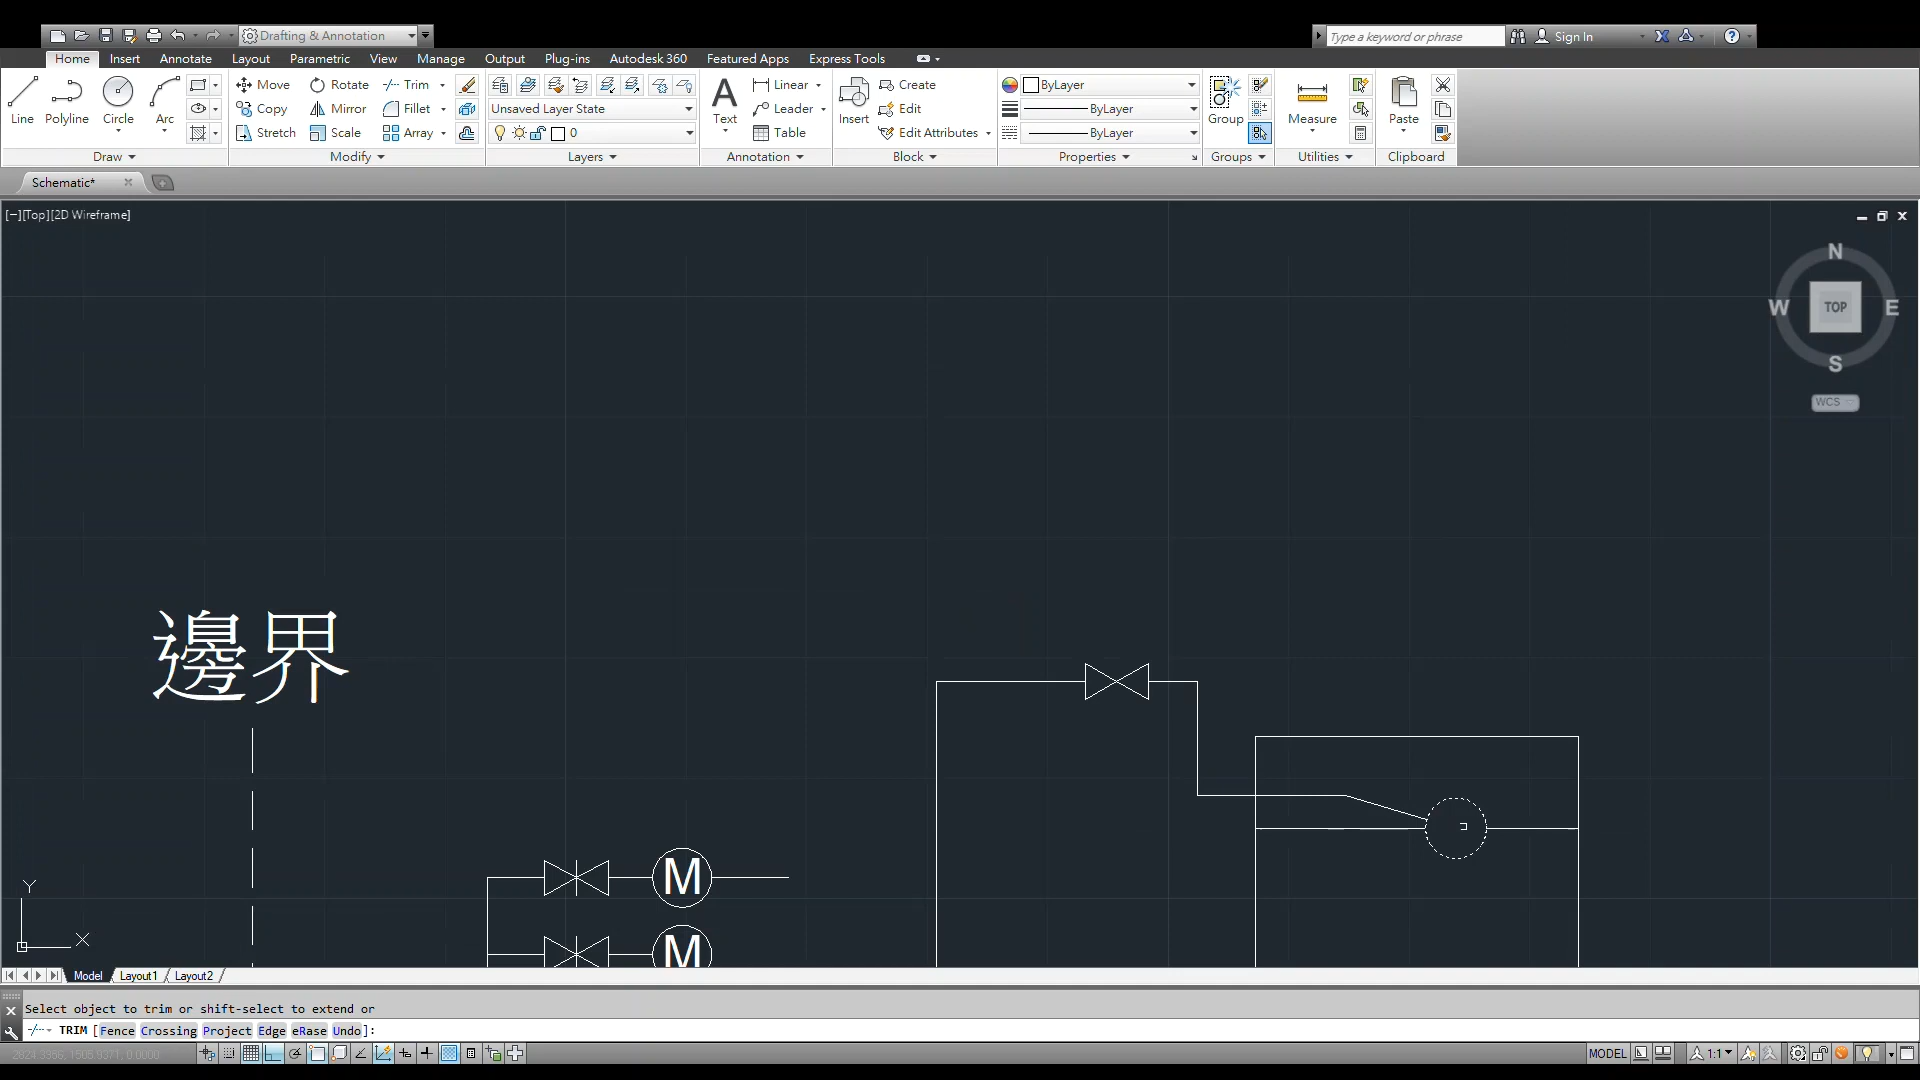 Drafting & Annotation
Type a keyword or phrase
Sign In
Home Insert Annotate Layout Parametric View Manage Output Plug-ins Autodesk 360 Featured Apps Express Tools
Move Rotate Trim Linear Create ByLayer
Copy Mirror Fillet Unsaved Layer State Leader Edit ByLayer
Line Polyline Circle Arc Text Insert Group Measure Paste
Stretch Scale Array 0 Table Edit Attributes ByLayer
Draw Modify Layers Annotation Block Properties Groups Utilities Clipboard
Schematic*
[−][Top][2D Wireframe]
N
W TOP E
S
WCS
邊界
M
M
Y
X
Model Layout1 Layout2
Select object to trim or shift-select to extend or
TRIM [Fence Crossing Project Edge eRase Undo]:
MODEL 1:1